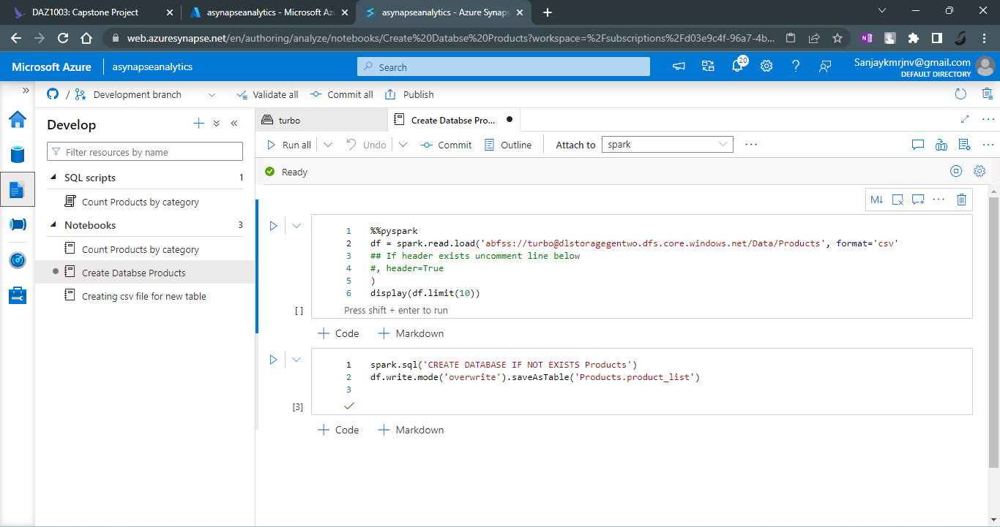 DAZ1003: Capstone Project
asynapseanalytics - Microsoft Az
asynapseanalytics - Azure Synaps
web.azuresynapse.net/en/authoring/analyze/notebooks/Create%20Databse%20Products?workspace=%2Fsubscriptions%2Fd03e9c4f-96a7-4b...
Microsoft Azure
asynapseanalytics
Search
20
Sanjaykmrjnv@gmail.com
DEFAULT DIRECTORY
/ Development branch
Validate all
Commit all
Publish
Develop
turbo
Create Databse Pro...
Filter resources by name
Run all
Undo
Commit
Outline
Attach to
spark
Ready
SQL scripts 1
Count Products by category
Notebooks 3
Count Products by category
Create Databse Products
Creating csv file for new table
M↓
1 %%pyspark
2 df = spark.read.load('abfss://turbo@dlstoragegentwo.dfs.core.windows.net/Data/Products', format='csv'
3 ## If header exists uncomment line below
4 #, header=True
5 )
6 display(df.limit(10))
[ ] Press shift + enter to run
+ Code + Markdown
1 spark.sql('CREATE DATABASE IF NOT EXISTS Products')
2 df.write.mode('overwrite').saveAsTable('Products.product_list')
3
[3]
+ Code + Markdown